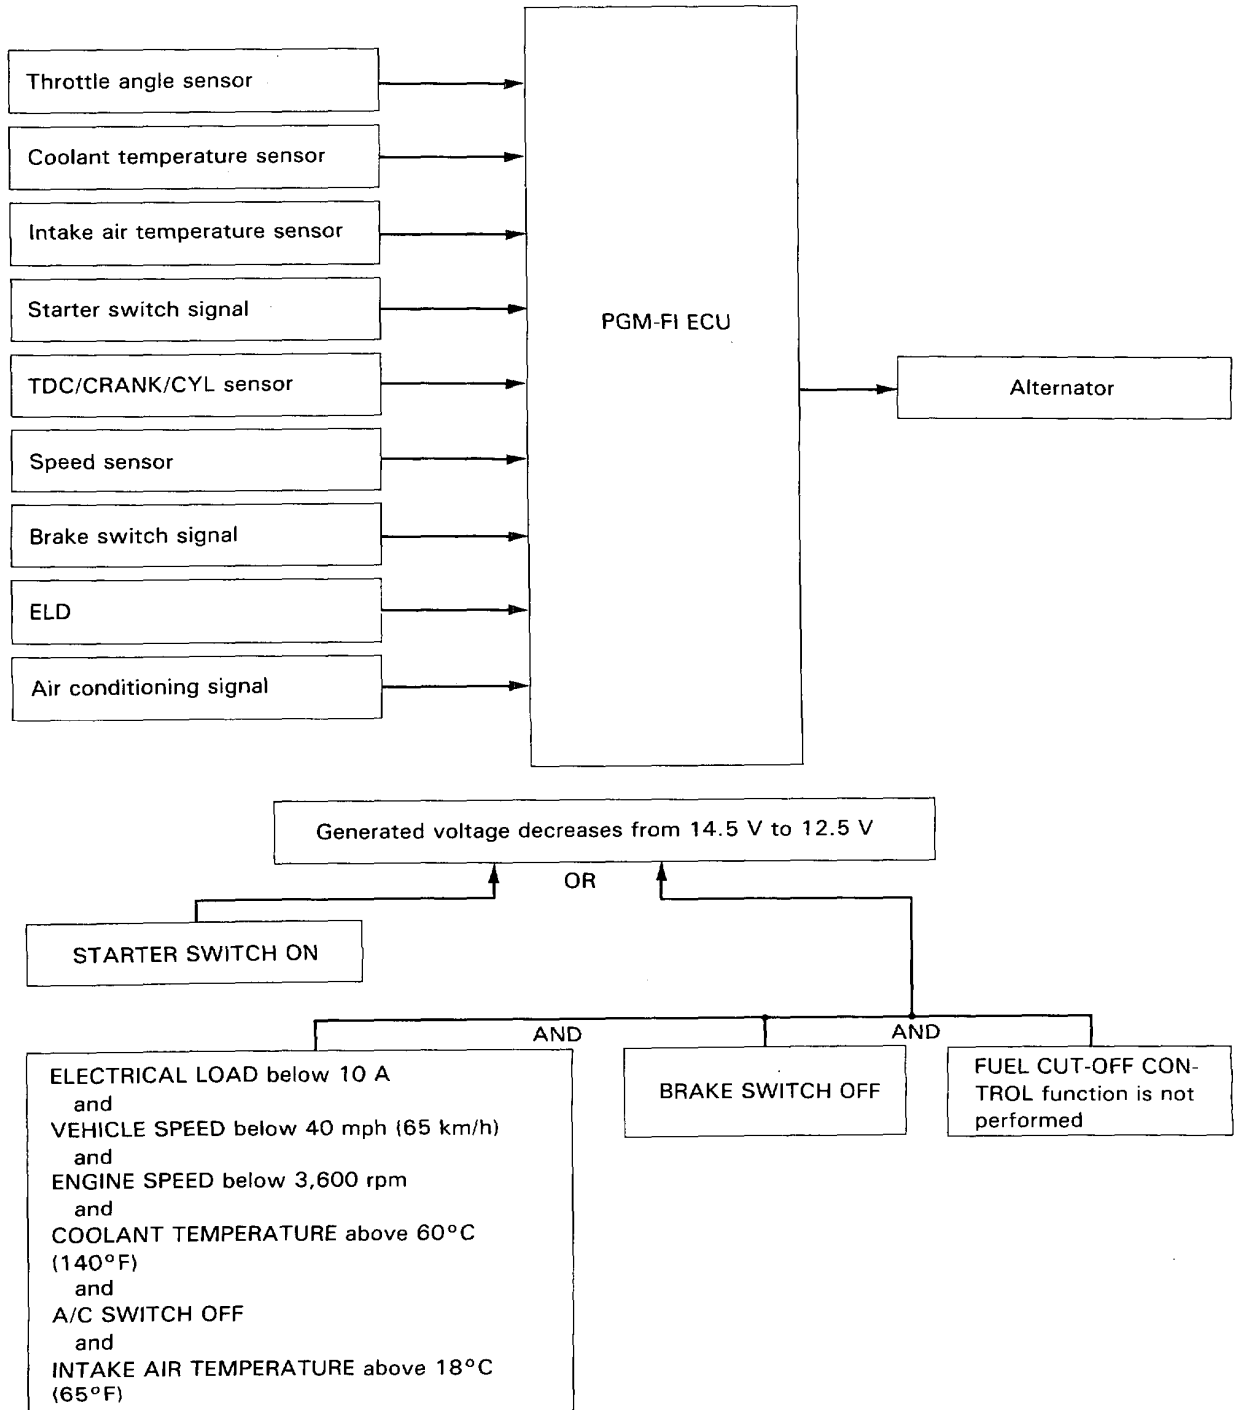 Throttle angle sensor
Coolant temperature sensor
Intake air temperature sensor
Starter switch signal
TDC/CRANK/CYL sensor
Speed sensor
Brake switch signal
ELD
Air conditioning signal
PGM-FI ECU
Alternator
Generated voltage decreases from 14.5 V to 12.5 V
OR
STARTER SWITCH ON
AND
AND
ELECTRICAL LOAD below 10 A
and
VEHICLE SPEED below 40 mph (65 km/h)
and
ENGINE SPEED below 3,600 rpm
and
COOLANT TEMPERATURE above 60°C
(140°F)
and
A/C SWITCH OFF
and
INTAKE AIR TEMPERATURE above 18°C
(65°F)
BRAKE SWITCH OFF
FUEL CUT-OFF CON-
TROL function is not
performed